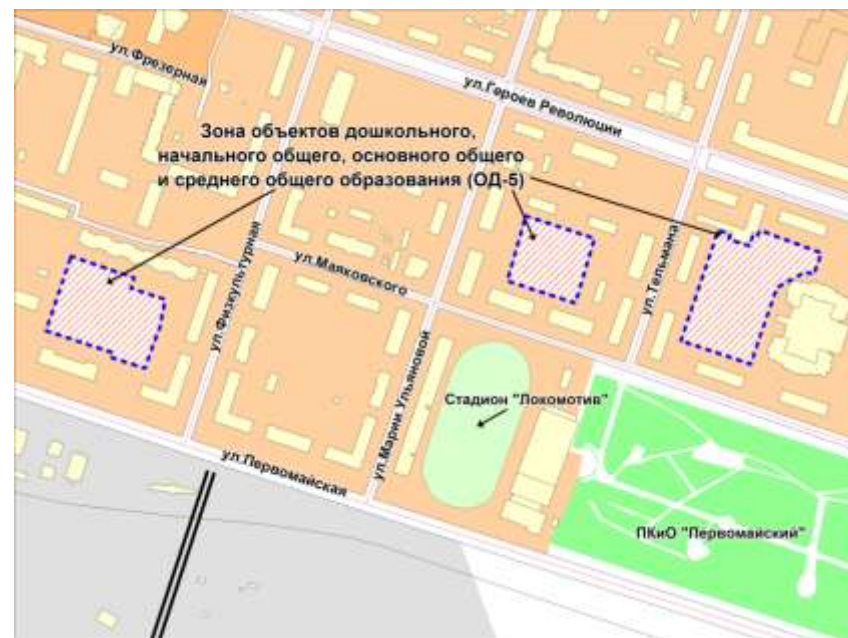 ул.Фрезерная
ул.Героев Революции
Зона объектов дошкольного,
начального общего, основного общего
и среднего общего образования (ОД-5)
ул.Физкультурная
ул.Маяковского
ул.Тельмана
ул.Марии Ульяновой
Стадион "Локомотив"
ул.Первомайская
ПКиО "Первомайский"